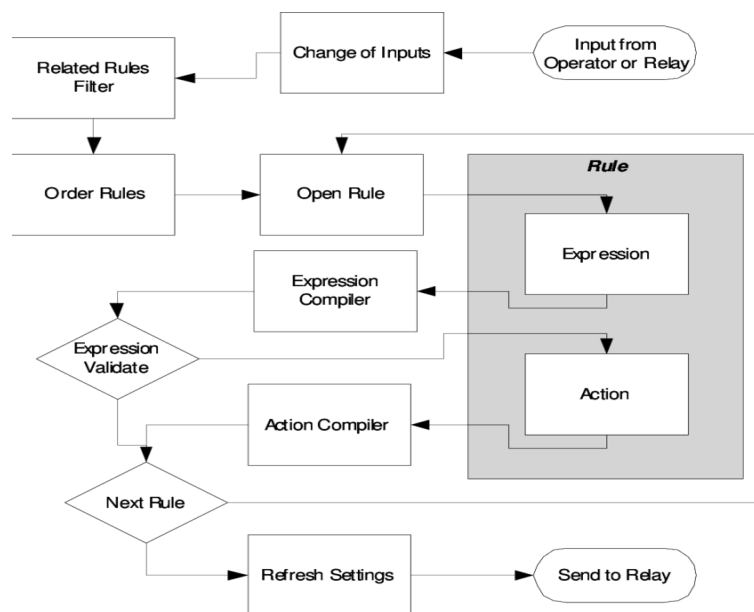 Input from
Operator or Relay
Change of Inputs
Related Rules
Filter
Order Rules
Open Rule
Rule
Expression
Expression
Compiler
Expression
Validate
Action
Action Compiler
Next Rule
Refresh Settings
Send to Relay